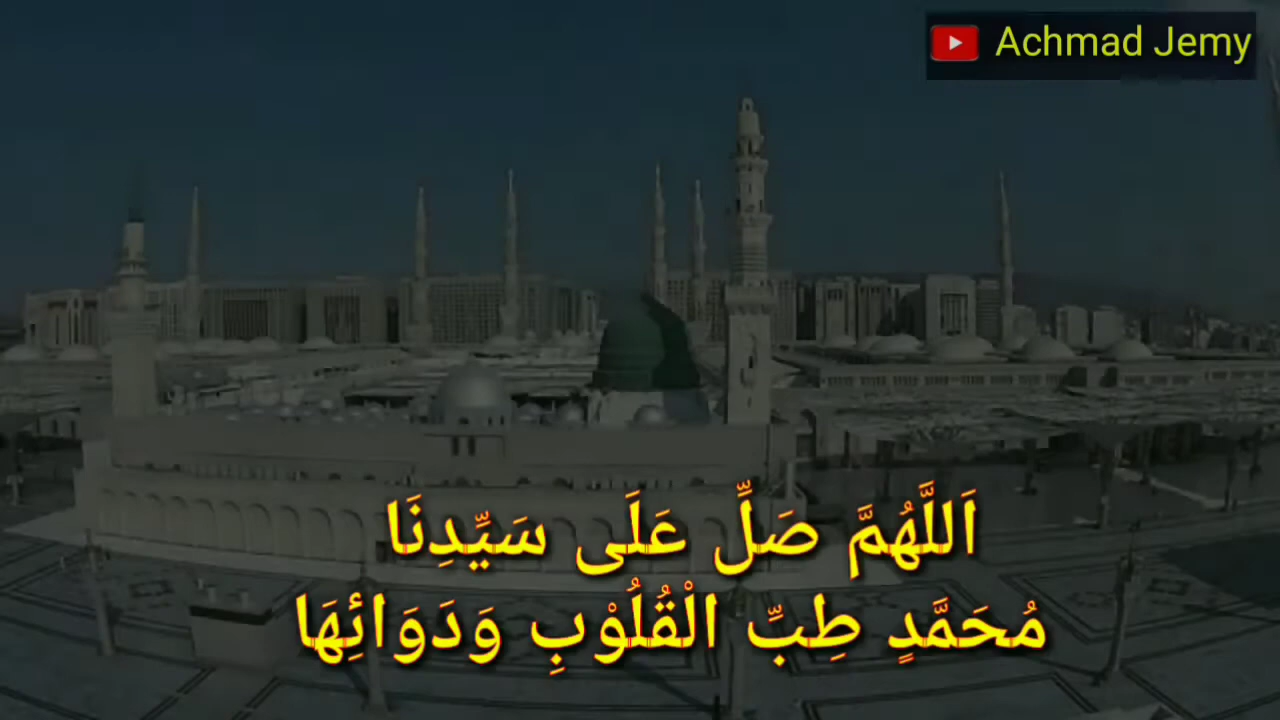 Achmad Jemy
اَللَّهُمَّ صَلِّ عَلَى سَيِّدِنَا
مُحَمَّدٍ طِبِّ الْقُلُوْبِ وَدَوَائِهَا